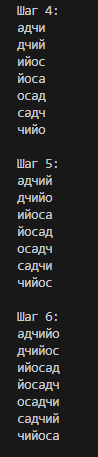 Шаг 4:
адчи
дчий
ийос
йоса
осад
садч
чийо

Шаг 5:
адчий
дчийо
ийоса
йосад
осадч
садчи
чийос

Шаг 6:
адчийо
дчийос
ийосад
йосадч
осадчи
садчий
чийоса